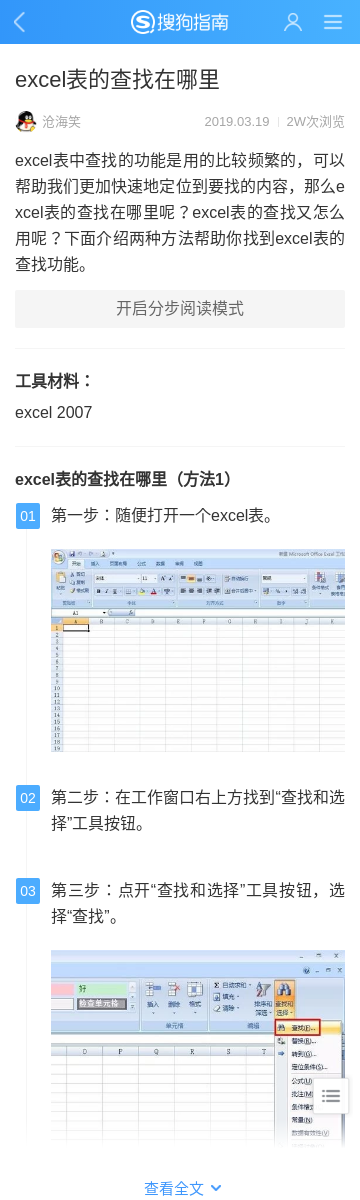 搜狗指南
excel表的查找在哪里
沧海笑 2019.03.19 2W次浏览
excel表中查找的功能是用的比较频繁的，可以
帮助我们更加快速地定位到要找的内容，那么e
xcel表的查找在哪里呢？excel表的查找又怎么
用呢？下面介绍两种方法帮助你找到excel表的
查找功能。
开启分步阅读模式
工具材料：
excel 2007
excel表的查找在哪里（方法1）
01 第一步：随便打开一个excel表。
02 第二步：在工作窗口右上方找到“查找和选
择”工具按钮。
03 第三步：点开“查找和选择”工具按钮，选
择“查找”。
好
检查单元格
插入 删除 格式
Σ 自动求和
填充
清除
排序和
筛选
查找和
选择
单元格 编辑
O P Q R S T
查找(F)...
替换(R)...
转到(G)...
定位条件(S)...
公式(U)
批注(M)
条件格式
常量(N)
数据有效性(V)
查看全文